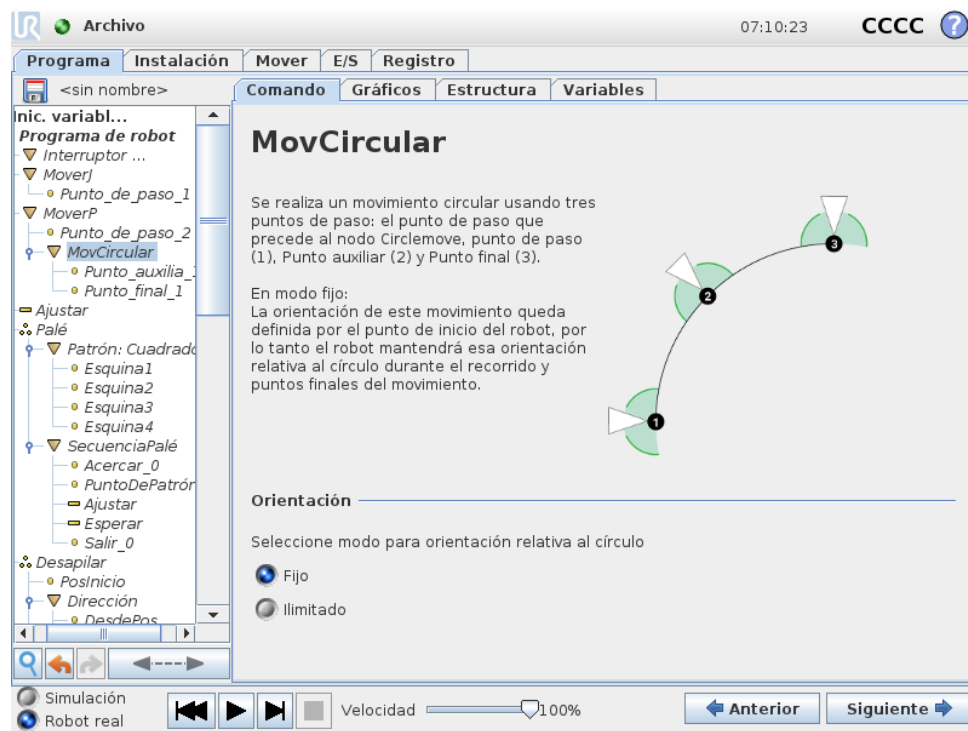 UR Archivo 07:10:23 CCCC ?
Programa Instalación Mover E/S Registro
<sin nombre>
Comando Gráficos Estructura Variables
Inic. variabl...
Programa de robot
Interruptor ...
MoverJ
Punto_de_paso_1
MoverP
Punto_de_paso_2
MovCircular
Punto_auxilia_1
Punto_final_1
Ajustar
Palé
Patrón: Cuadrado
Esquina1
Esquina2
Esquina3
Esquina4
SecuenciaPalé
Acercar_0
PuntoDePatrón
Ajustar
Esperar
Salir_0
Desapilar
PosInicio
Dirección
DesdePos
MovCircular
Se realiza un movimiento circular usando tres
puntos de paso: el punto de paso que
precede al nodo Circlemove, punto de paso
(1), Punto auxiliar (2) y Punto final (3).
En modo fijo:
La orientación de este movimiento queda
definida por el punto de inicio del robot, por
lo tanto el robot mantendrá esa orientación
relativa al círculo durante el recorrido y
puntos finales del movimiento.
3
2
1
Orientación
Seleccione modo para orientación relativa al círculo
Fijo
Ilimitado
Simulación
Robot real
Velocidad 100%
Anterior Siguiente